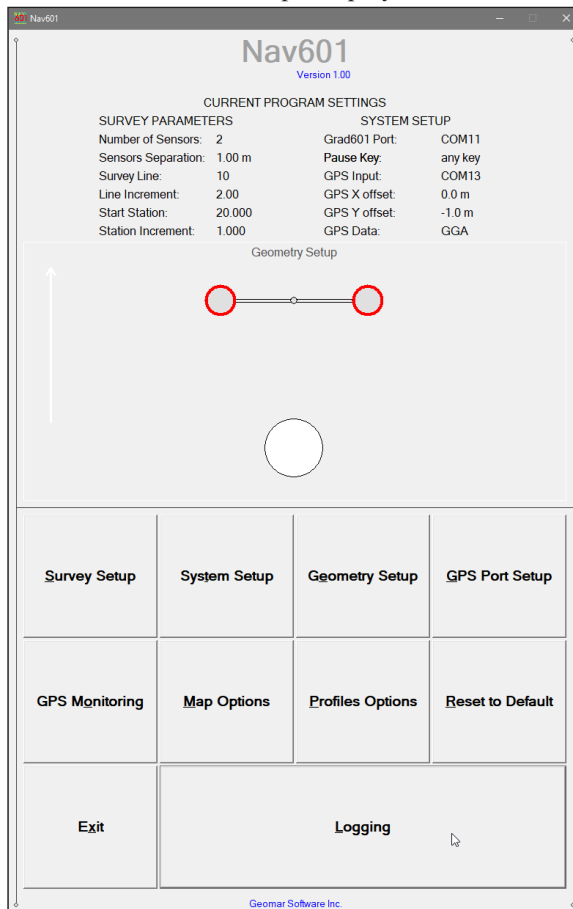 Nav601
Nav601
Version 1.00
CURRENT PROGRAM SETTINGS
SURVEY PARAMETERS SYSTEM SETUP
Number of Sensors: 2 Grad601 Port: COM11
Sensors Separation: 1.00 m Pause Key: any key
Survey Line: 10 GPS Input: COM13
Line Increment: 2.00 GPS X offset: 0.0 m
Start Station: 20.000 GPS Y offset: -1.0 m
Station Increment: 1.000 GPS Data: GGA
Geometry Setup
Survey Setup System Setup Geometry Setup GPS Port Setup
GPS Monitoring Map Options Profiles Options Reset to Default
Exit Logging
Geomar Software Inc.